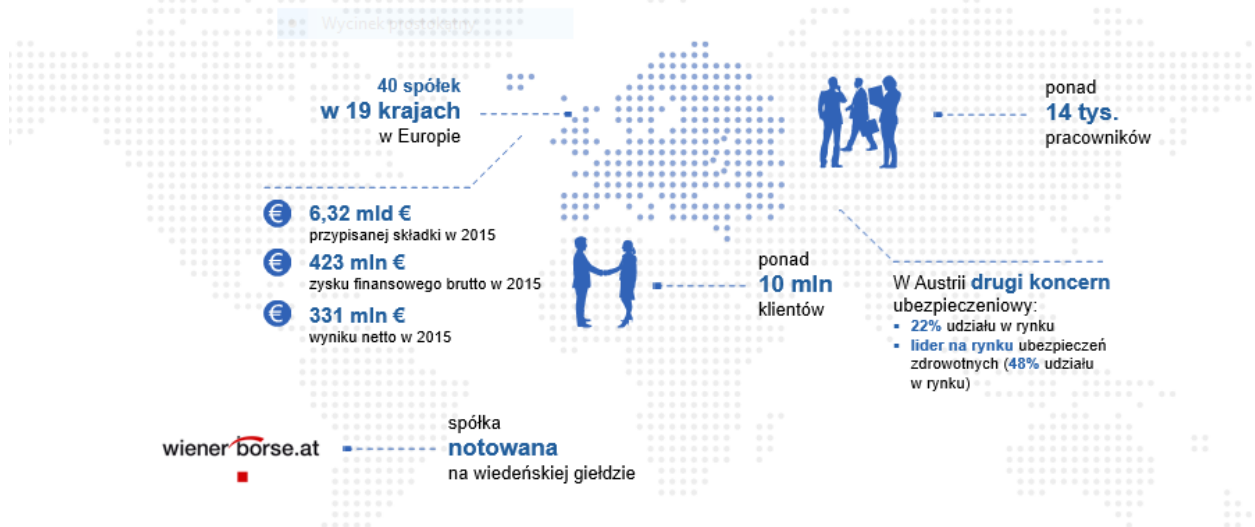 Wycinek prostokątny
40 spółek
w 19 krajach
w Europie
ponad
14 tys.
pracowników
6,32 mld €
przypisanej składki w 2015
423 mln €
zysku finansowego brutto w 2015
331 mln €
wyniku netto w 2015
ponad
10 mln
klientów
W Austrii drugi koncern
ubezpieczeniowy:
▪ 22% udziału w rynku
▪ lider na rynku ubezpieczeń
zdrowotnych (48% udziału
w rynku)
wiener borse.at
spółka
notowana
na wiedeńskiej giełdzie